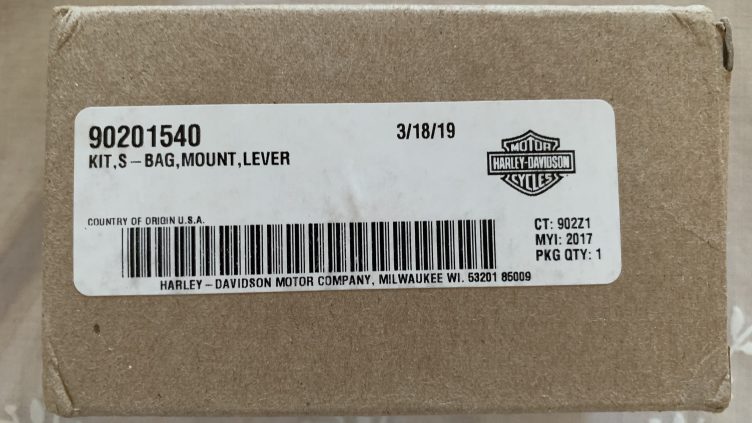 90201540
3/18/19
KIT,S-BAG,MOUNT,LEVER
MOTOR
HARLEY-DAVIDSON
CYCLES
COUNTRY OF ORIGIN U.S.A.
CT: 902Z1
MYI: 2017
PKG QTY: 1
HARLEY-DAVIDSON MOTOR COMPANY, MILWAUKEE WI. 53201 85009